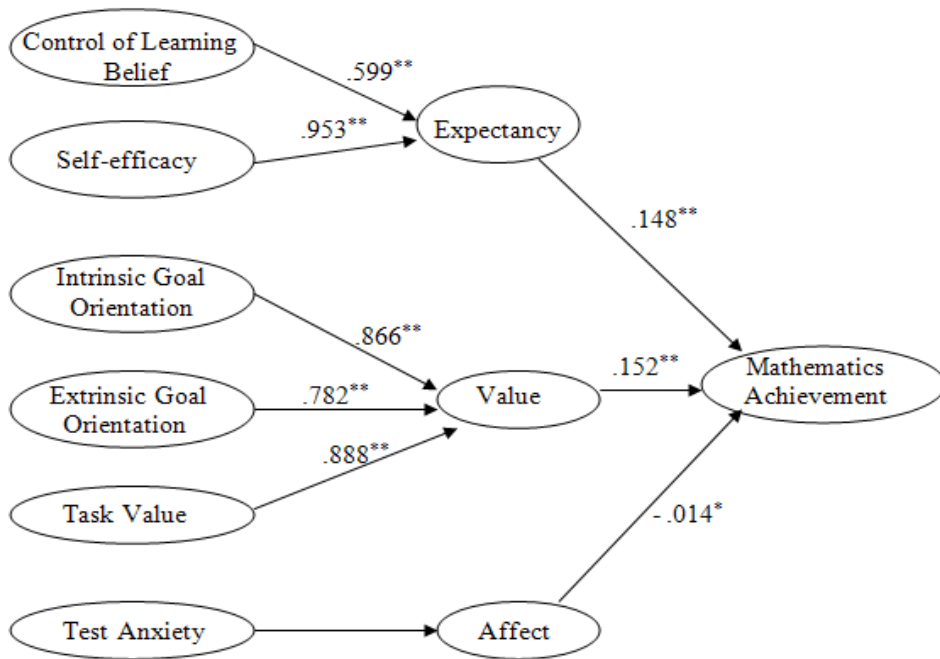 Control of Learning
Belief
.599**
Expectancy
.953**
Self-efficacy
.148**
Intrinsic Goal
Orientation
.866**
Mathematics
Achievement
.152**
Value
.782**
Extrinsic Goal
Orientation
.888**
Task Value
- .014*
Test Anxiety
Affect